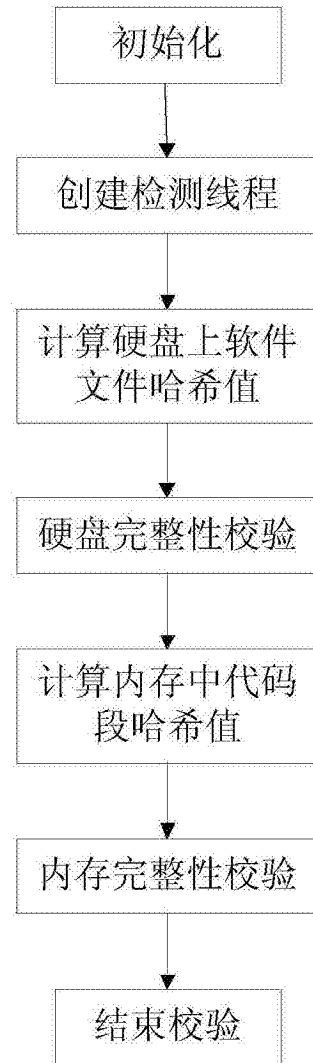 初始化
创建检测线程
计算硬盘上软件
文件哈希值
硬盘完整性校验
计算内存中代码
段哈希值
内存完整性校验
结束校验